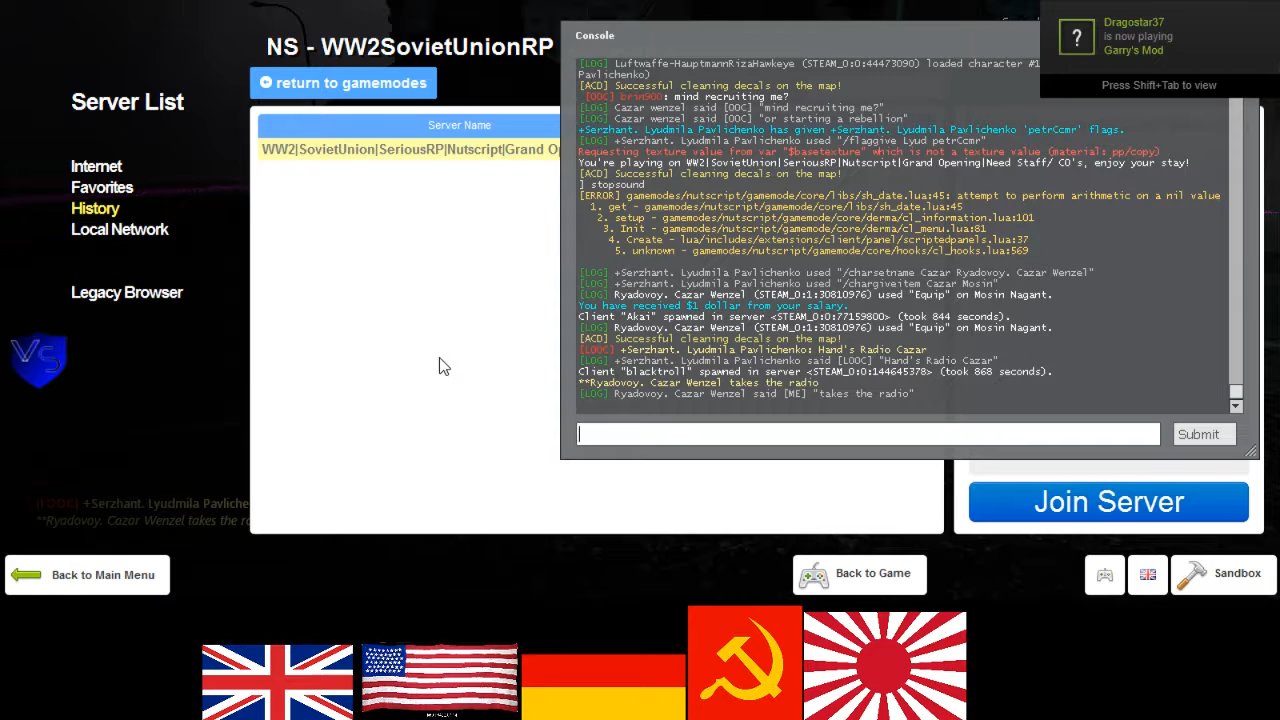 NS - WW2SovietUnionRP
return to gamemodes
Server List
Internet
Favorites
History
Local Network
Legacy Browser
VS
Server Name
WW2|SovietUnion|SeriousRP|Nutscript|Grand Op
Console
[LOG] Luftwaffe-HauptmannRizaHawkeye (STEAM_0:0:44473090) loaded character #1
Pavlichenko)
[ACD] Successful cleaning decals on the map!
[OOC] brin900: mind recruiting me?
[LOG] Cazar wenzel said [OOC] "mind recruiting me?"
[LOG] Cazar wenzel said [OOC] "or starting a rebellion"
+Serzhant. Lyudmila Pavlichenko has given +Serzhant. Lyudmila Pavlichenko 'petrCcmr' flags.
[LOG] +Serzhant. Lyudmila Pavlichenko used "/flaggive Lyud petrCcmr"
Requesting texture value from var "$basetexture" which is not a texture value (material: pp/copy)
You're playing on WW2|SovietUnion|SeriousRP|Nutscript|Grand Opening|Need Staff/ CO's, enjoy your stay!
[ACD] Successful cleaning decals on the map!
] stopsound
[ERROR] gamemodes/nutscript/gamemode/core/libs/sh_date.lua:45: attempt to perform arithmetic on a nil value
1. get - gamemodes/nutscript/gamemode/core/libs/sh_date.lua:45
2. setup - gamemodes/nutscript/gamemode/core/derma/cl_information.lua:101
3. Init - gamemodes/nutscript/gamemode/core/derma/cl_menu.lua:81
4. Create - lua/includes/extensions/client/panel/scriptedpanels.lua:37
5. unknown - gamemodes/nutscript/gamemode/core/hooks/cl_hooks.lua:569
[LOG] +Serzhant. Lyudmila Pavlichenko used "/charsetname Cazar Ryadovoy. Cazar Wenzel"
[LOG] +Serzhant. Lyudmila Pavlichenko used "/chargiveitem Cazar Mosin"
[LOG] Ryadovoy. Cazar Wenzel (STEAM_0:1:30810976) used "Equip" on Mosin Nagant.
You have received $1 dollar from your salary.
Client "Akai" spawned in server <STEAM_0:0:77159800> (took 844 seconds).
[LOG] Ryadovoy. Cazar Wenzel (STEAM_0:1:30810976) used "Equip" on Mosin Nagant.
[ACD] Successful cleaning decals on the map!
[LOOC] +Serzhant. Lyudmila Pavlichenko: Hand's Radio Cazar
[LOG] +Serzhant. Lyudmila Pavlichenko said [LOOC] "Hand's Radio Cazar"
Client "blacktroll" spawned in server <STEAM_0:0:144645378> (took 868 seconds).
**Ryadovoy. Cazar Wenzel takes the radio
[LOG] Ryadovoy. Cazar Wenzel said [ME] "takes the radio"
Submit
?
Dragostar37
is now playing
Garry's Mod
Press Shift+Tab to view
[LOOC] +Serzhant. Lyudmila Pavliche
**Ryadovoy. Cazar Wenzel takes the ra
Join Server
Back to Main Menu
Back to Game
Sandbox